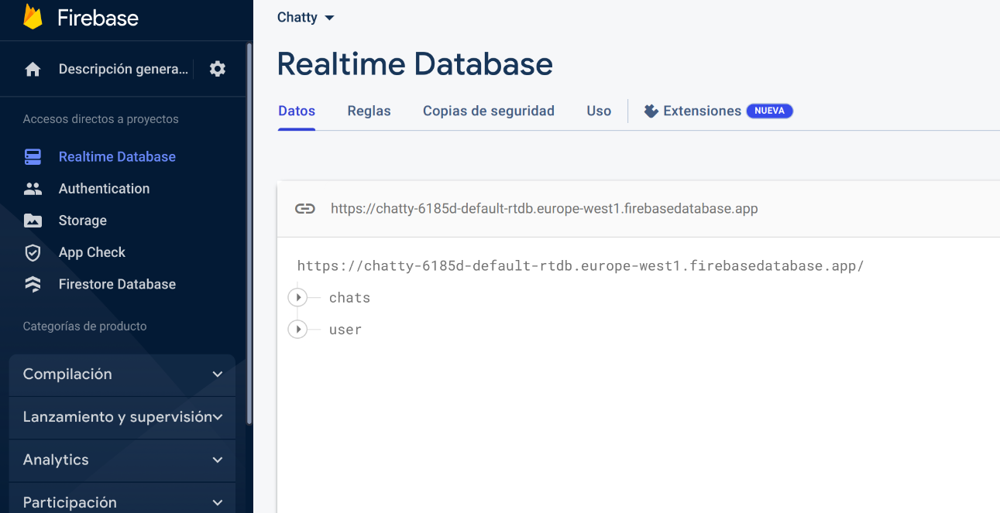 Firebase
Descripción genera...
Accesos directos a proyectos
Realtime Database
Authentication
Storage
App Check
Firestore Database
Categorías de producto
Compilación
Lanzamiento y supervisión
Analytics
Participación
Chatty
Realtime Database
Datos Reglas Copias de seguridad Uso Extensiones NUEVA
https://chatty-6185d-default-rtdb.europe-west1.firebasedatabase.app
https://chatty-6185d-default-rtdb.europe-west1.firebasedatabase.app/
chats
user